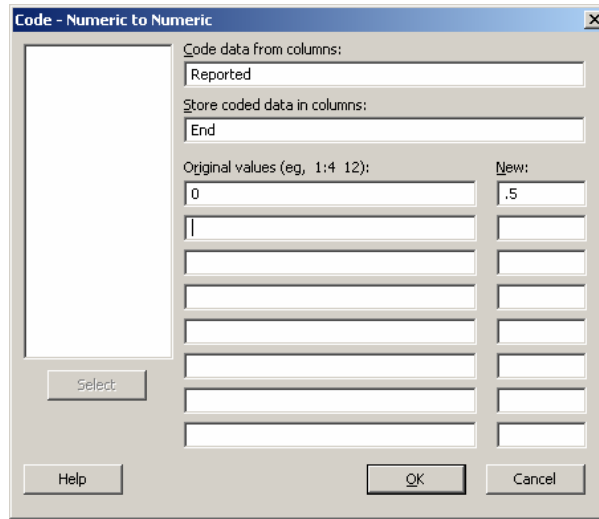 Code - Numeric to Numeric
Code data from columns:
Reported
Store coded data in columns:
End
Original values (eg, 1:4 12): New:
0 .5
Select
Help OK Cancel